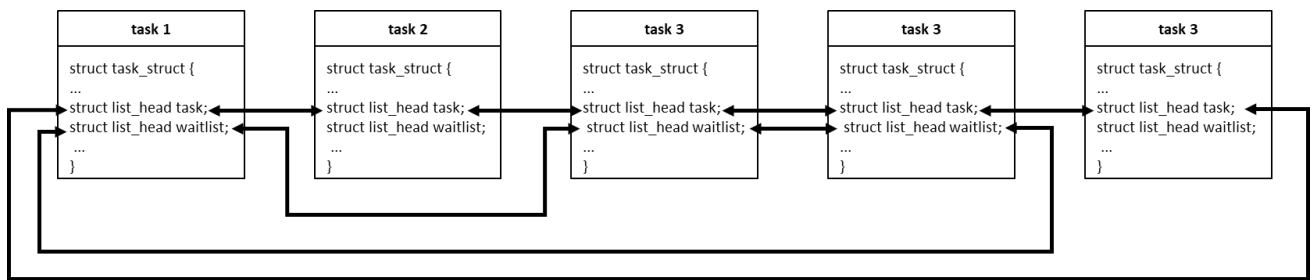 task 1
struct task_struct {
...
struct list_head task;
struct list_head waitlist;
...
}
task 2
struct task_struct {
...
struct list_head task;
struct list_head waitlist;
...
}
task 3
struct task_struct {
...
struct list_head task;
struct list_head waitlist;
...
}
task 3
struct task_struct {
...
struct list_head task;
struct list_head waitlist;
...
}
task 3
struct task_struct {
...
struct list_head task;
struct list_head waitlist;
...
}